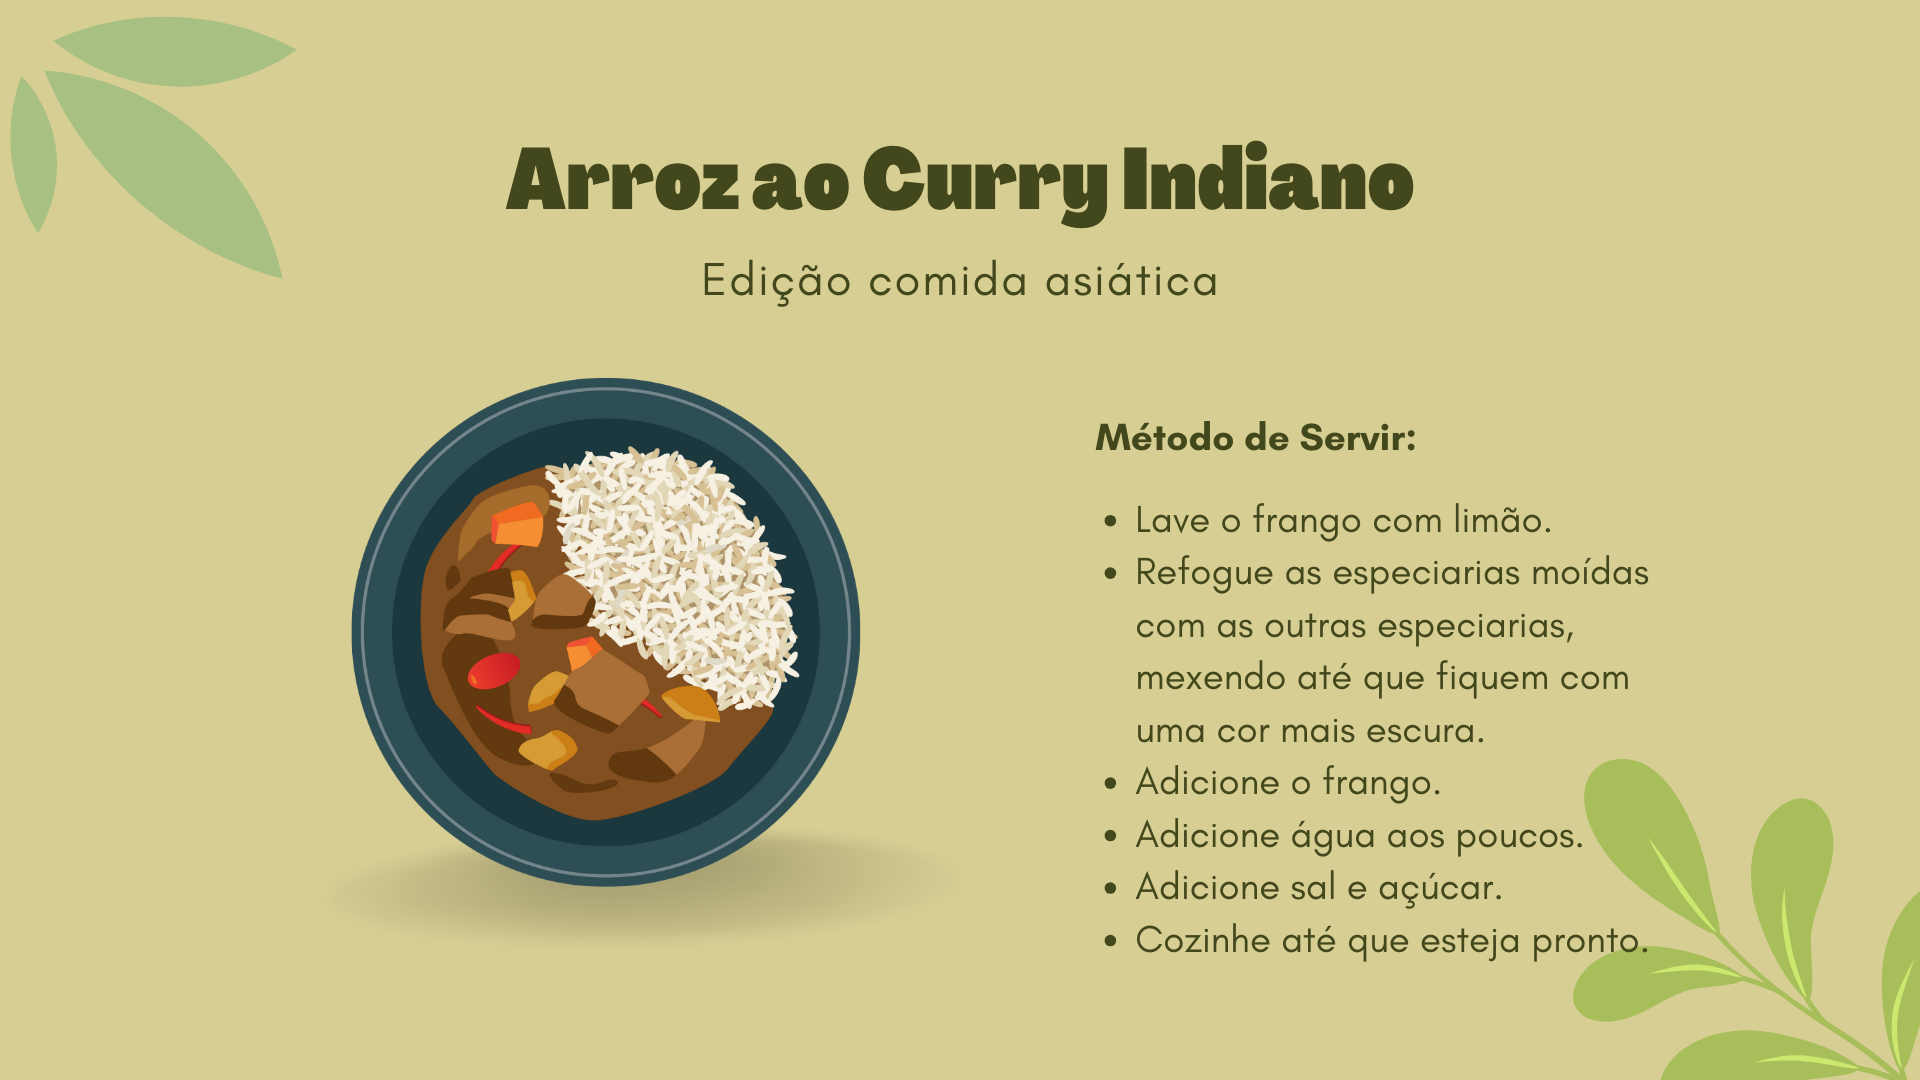 Arroz ao Curry Indiano
Edição comida asiática
Método de Servir:
• Lave o frango com limão.
• Refogue as especiarias moídas
com as outras especiarias,
mexendo até que fiquem com
uma cor mais escura.
• Adicione o frango.
• Adicione água aos poucos.
• Adicione sal e açúcar.
• Cozinhe até que esteja pronto.